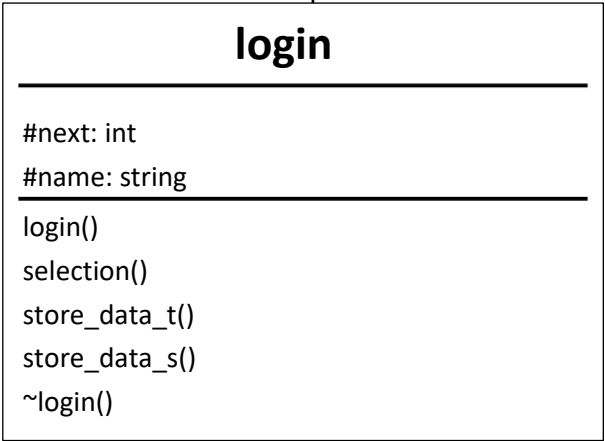 login
#next: int
#name: string
login()
selection()
store_data_t()
store_data_s()
~login()